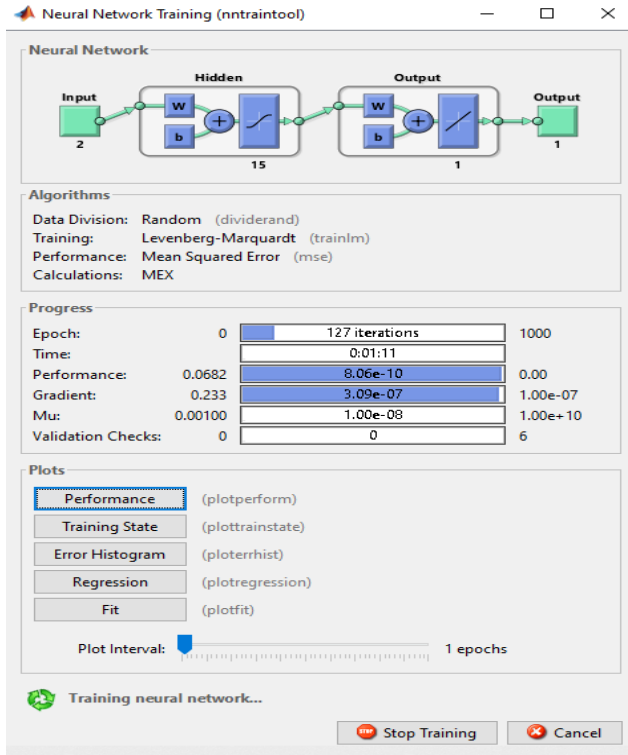 Neural Network Training (nntraintool)
Neural Network
Hidden Output
Input W b + W b + Output
2 15 1 1
Algorithms
Data Division: Random (dividerand)
Training: Levenberg-Marquardt (trainlm)
Performance: Mean Squared Error (mse)
Calculations: MEX
Progress
Epoch: 0 127 iterations 1000
Time: 0:01:11
Performance: 0.0682 8.06e-10 0.00
Gradient: 0.233 3.09e-07 1.00e-07
Mu: 0.00100 1.00e-08 1.00e+10
Validation Checks: 0 0 6
Plots
Performance (plotperform)
Training State (plottrainstate)
Error Histogram (ploterrhist)
Regression (plotregression)
Fit (plotfit)
Plot Interval: 1 epochs
Training neural network...
STOP Stop Training Cancel